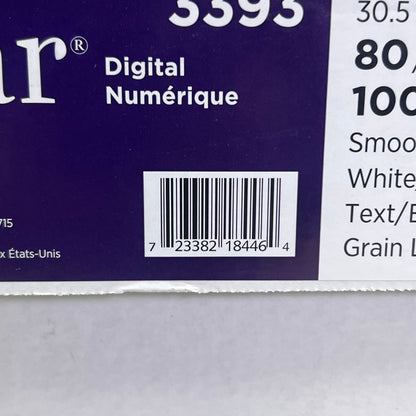 3393
ar®
Digital
Numérique
715
x États-Unis
7 23382 18446 4
30.5
80/
100
Smoo
White
Text/
Grain